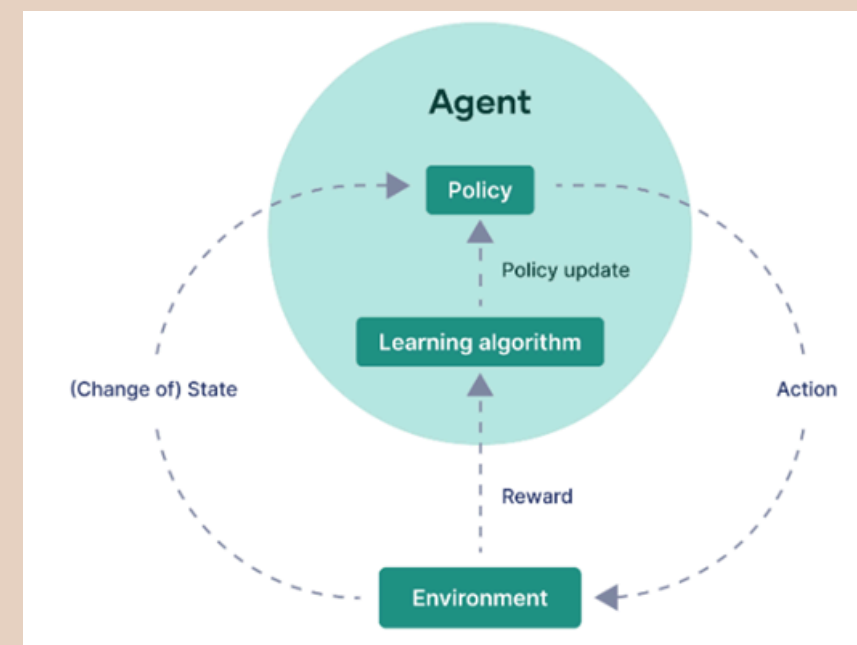 Agent
Policy
Policy update
Learning algorithm
(Change of) State
Action
Reward
Environment